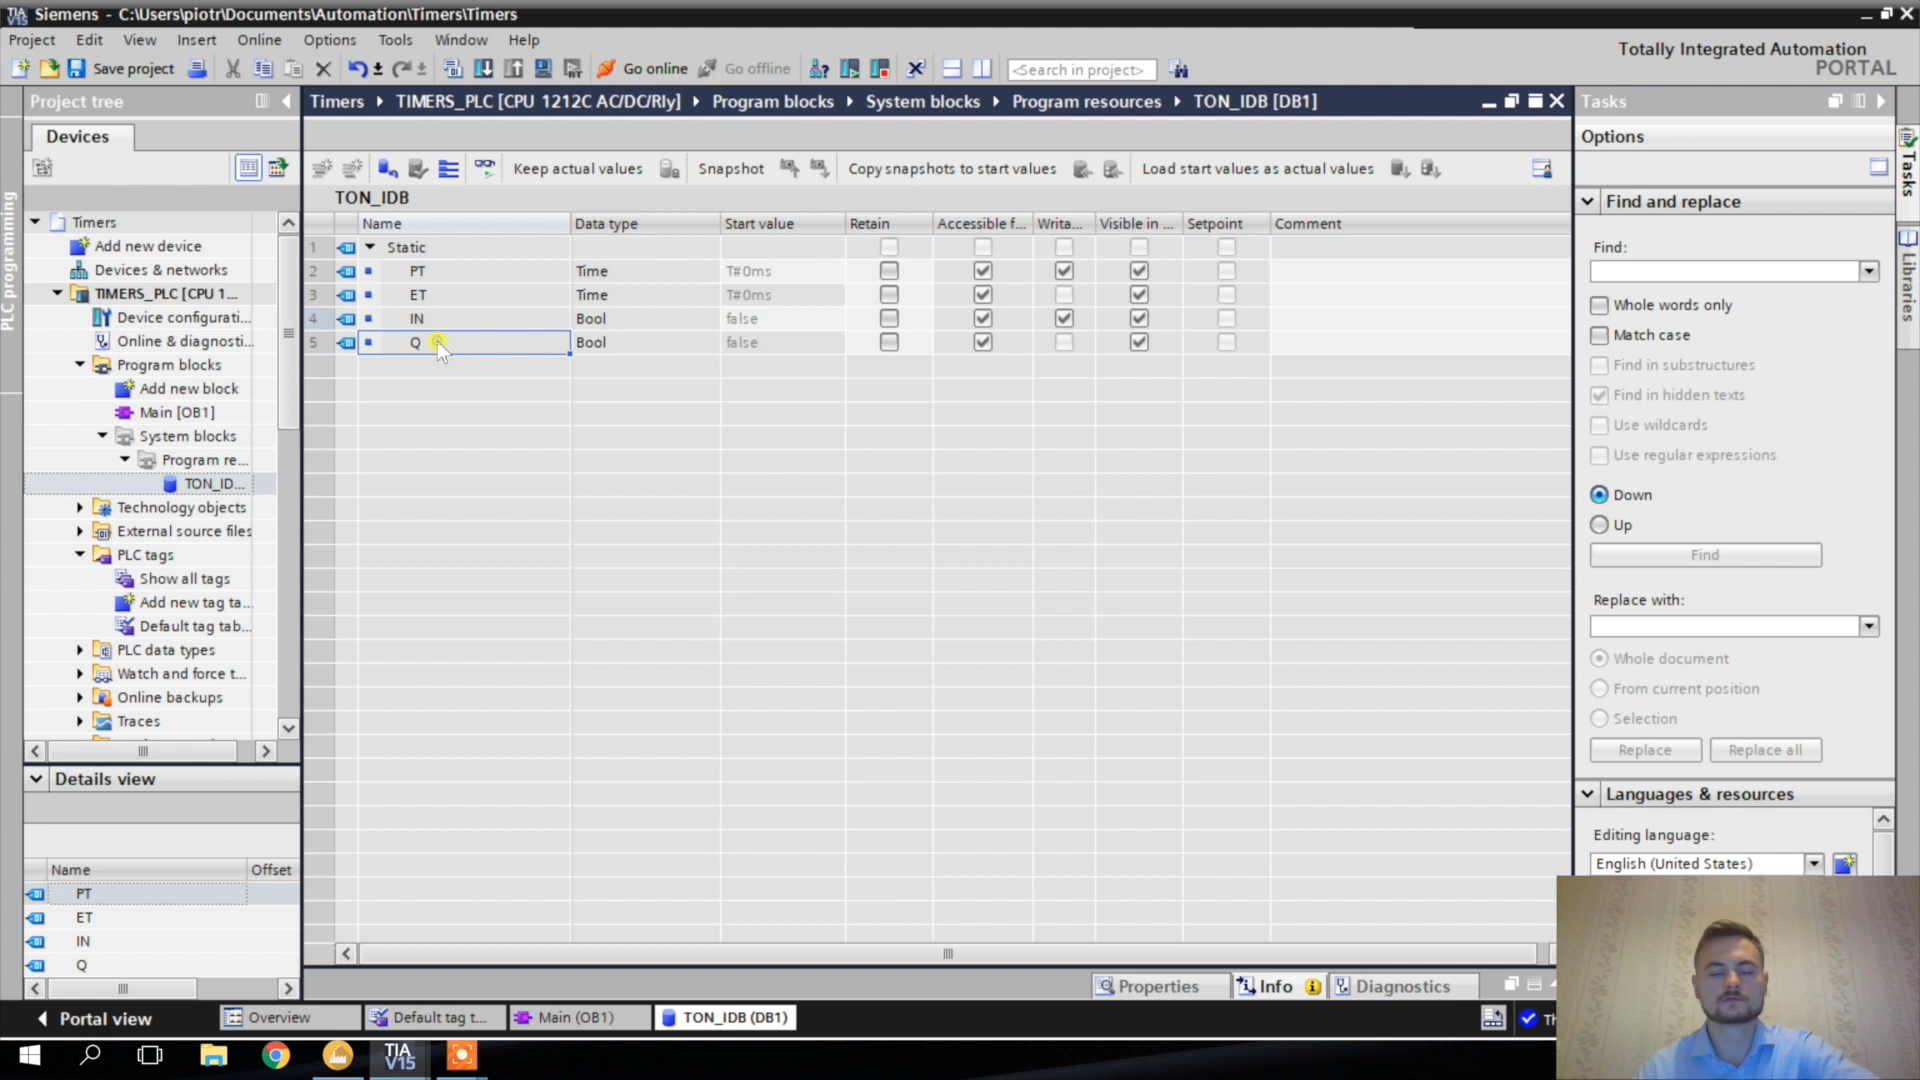 Siemens - C:\Users\piotr\Documents\Automation\Timers\Timers
Project Edit View Insert Online Options Tools Window Help
Totally Integrated Automation
PORTAL
Save project
Go online
Go offline
<Search in project>
Project tree
Timers TIMERS_PLC [CPU 1212C AC/DC/Rly] Program blocks System blocks Program resources TON_IDB [DB1]
Tasks
Devices
Options
Keep actual values Snapshot Copy snapshots to start values Load start values as actual values
PLC programming
Tasks
Libraries
Timers
Add new device
Devices & networks
TIMERS_PLC [CPU 1...
Device configurati...
Online & diagnosti...
Program blocks
Add new block
Main [OB1]
System blocks
Program re...
TON_ID...
Technology objects
External source files
PLC tags
Show all tags
Add new tag ta...
Default tag tab...
PLC data types
Watch and force t...
Online backups
Traces
Details view
Name Offset
PT
ET
IN
Q
TON_IDB
Name Data type Start value Retain Accessible f... Writa... Visible in ... Setpoint Comment
1 Static
2 PT Time T#0ms
3 ET Time T#0ms
4 IN Bool false
5 Q Bool false
Find and replace
Find:
Whole words only
Match case
Find in substructures
Find in hidden texts
Use wildcards
Use regular expressions
Down
Up
Find
Replace with:
Whole document
From current position
Selection
Replace Replace all
Languages & resources
Editing language:
English (United States)
Properties Info Diagnostics
Portal view Overview Default tag t... Main (OB1) TON_IDB (DB1)
TIA
V15